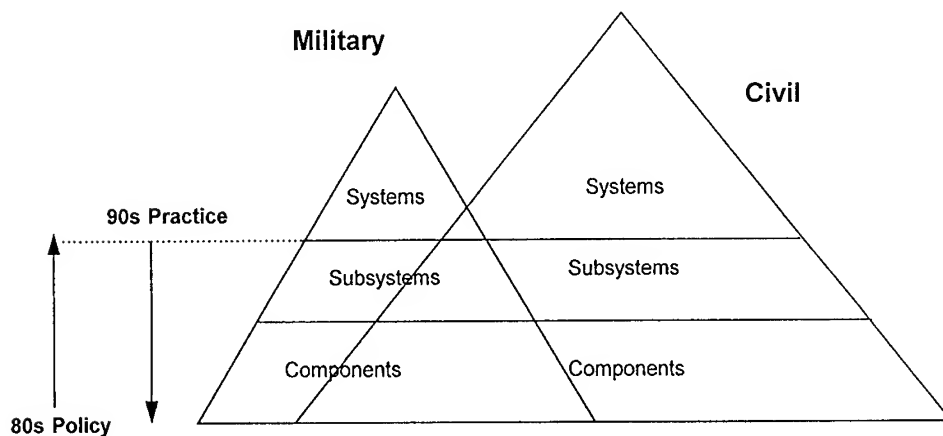 Military
Civil
Systems
Systems
90s Practice
Subsystems
Subsystems
Components
Components
80s Policy